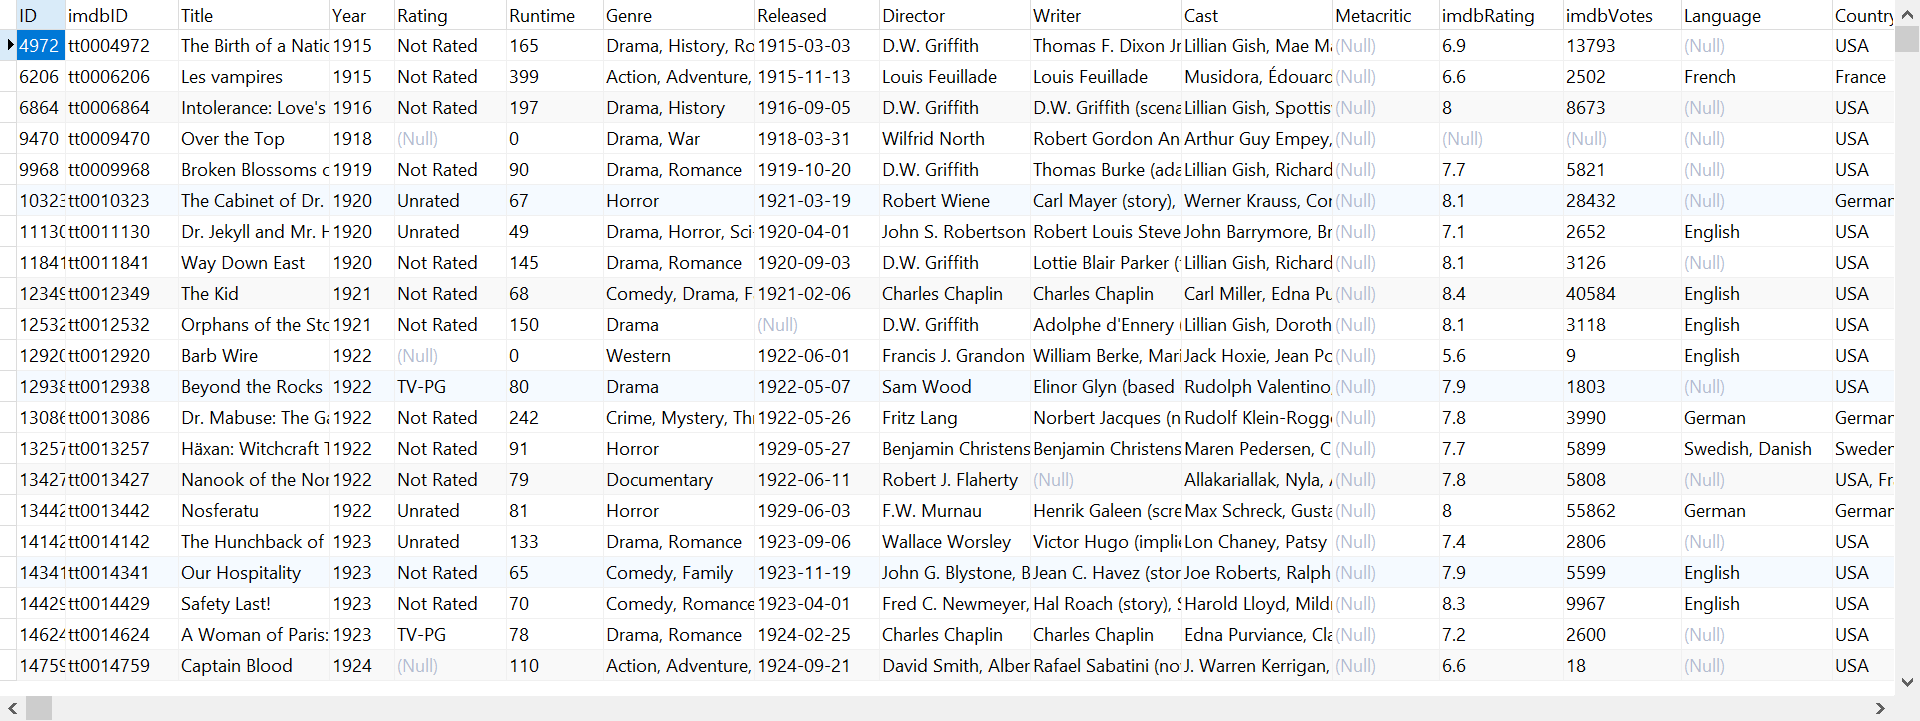 ID imdbID Title Year Rating Runtime Genre Released Director Writer Cast Metacritic imdbRating imdbVotes Language Country
4972 tt0004972 The Birth of a Natic 1915 Not Rated 165 Drama, History, Ro 1915-03-03 D.W. Griffith Thomas F. Dixon Jr Lillian Gish, Mae Ma (Null) 6.9 13793 (Null) USA
6206 tt0006206 Les vampires 1915 Not Rated 399 Action, Adventure, 1915-11-13 Louis Feuillade Louis Feuillade Musidora, Édouard (Null) 6.6 2502 French France
6864 tt0006864 Intolerance: Love's 1916 Not Rated 197 Drama, History 1916-09-05 D.W. Griffith D.W. Griffith (scena Lillian Gish, Spottis (Null) 8 8673 (Null) USA
9470 tt0009470 Over the Top 1918 (Null) 0 Drama, War 1918-03-31 Wilfrid North Robert Gordon An Arthur Guy Empey, (Null) (Null) (Null) (Null) USA
9968 tt0009968 Broken Blossoms o 1919 Not Rated 90 Drama, Romance 1919-10-20 D.W. Griffith Thomas Burke (ada Lillian Gish, Richard (Null) 7.7 5821 (Null) USA
10323 tt0010323 The Cabinet of Dr. 1920 Unrated 67 Horror 1921-03-19 Robert Wiene Carl Mayer (story), Werner Krauss, Con (Null) 8.1 28432 (Null) German
11130 tt0011130 Dr. Jekyll and Mr. H 1920 Unrated 49 Drama, Horror, Sci- 1920-04-01 John S. Robertson Robert Louis Steve John Barrymore, Br (Null) 7.1 2652 English USA
11841 tt0011841 Way Down East 1920 Not Rated 145 Drama, Romance 1920-09-03 D.W. Griffith Lottie Blair Parker ( Lillian Gish, Richard (Null) 8.1 3126 (Null) USA
12349 tt0012349 The Kid 1921 Not Rated 68 Comedy, Drama, F 1921-02-06 Charles Chaplin Charles Chaplin Carl Miller, Edna Pu (Null) 8.4 40584 English USA
12532 tt0012532 Orphans of the Sto 1921 Not Rated 150 Drama (Null) D.W. Griffith Adolphe d'Ennery ( Lillian Gish, Doroth (Null) 8.1 3118 English USA
12920 tt0012920 Barb Wire 1922 (Null) 0 Western 1922-06-01 Francis J. Grandon William Berke, Mari Jack Hoxie, Jean Po (Null) 5.6 9 English USA
12938 tt0012938 Beyond the Rocks 1922 TV-PG 80 Drama 1922-05-07 Sam Wood Elinor Glyn (based Rudolph Valentino, (Null) 7.9 1803 (Null) USA
13086 tt0013086 Dr. Mabuse: The Ga 1922 Not Rated 242 Crime, Mystery, Thr 1922-05-26 Fritz Lang Norbert Jacques (n Rudolf Klein-Rogge (Null) 7.8 3990 German German
13257 tt0013257 Häxan: Witchcraft T 1922 Not Rated 91 Horror 1929-05-27 Benjamin Christens Benjamin Christens Maren Pedersen, C (Null) 7.7 5899 Swedish, Danish Sweden
13427 tt0013427 Nanook of the Nor 1922 Not Rated 79 Documentary 1922-06-11 Robert J. Flaherty (Null) Allakariallak, Nyla, A (Null) 7.8 5808 (Null) USA, Fr
13442 tt0013442 Nosferatu 1922 Unrated 81 Horror 1929-06-03 F.W. Murnau Henrik Galeen (scre Max Schreck, Gusta (Null) 8 55862 German German
14142 tt0014142 The Hunchback of 1923 Unrated 133 Drama, Romance 1923-09-06 Wallace Worsley Victor Hugo (implie Lon Chaney, Patsy (Null) 7.4 2806 (Null) USA
14341 tt0014341 Our Hospitality 1923 Not Rated 65 Comedy, Family 1923-11-19 John G. Blystone, B Jean C. Havez (stor Joe Roberts, Ralph (Null) 7.9 5599 English USA
14429 tt0014429 Safety Last! 1923 Not Rated 70 Comedy, Romance 1923-04-01 Fred C. Newmeyer, Hal Roach (story), S Harold Lloyd, Mildr (Null) 8.3 9967 English USA
14624 tt0014624 A Woman of Paris: 1923 TV-PG 78 Drama, Romance 1924-02-25 Charles Chaplin Charles Chaplin Edna Purviance, Cla (Null) 7.2 2600 (Null) USA
14759 tt0014759 Captain Blood 1924 (Null) 110 Action, Adventure, 1924-09-21 David Smith, Alber Rafael Sabatini (no J. Warren Kerrigan, (Null) 6.6 18 (Null) USA